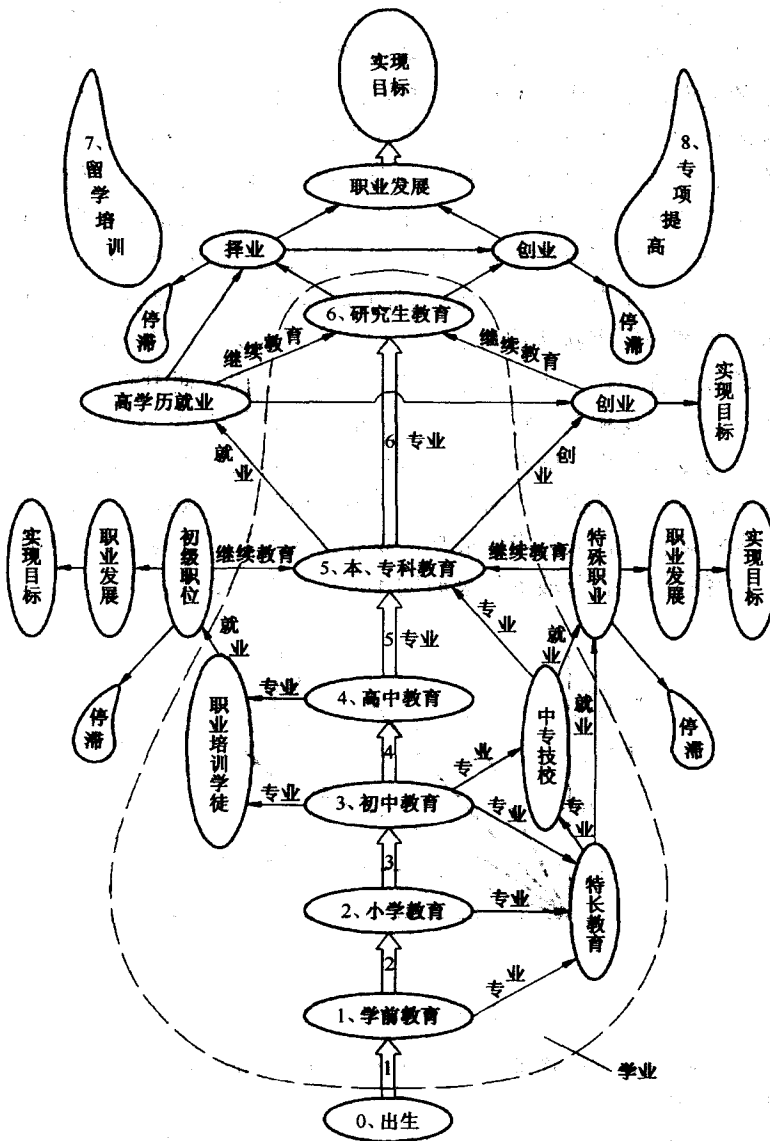 实现
目标
7、留学培训
8、专项提高
职业发展
择业
创业
停滞
停滞
6、研究生教育
继续教育
继续教育
高学历就业
创业
实现目标
6 专业
就业
创业
实现目标
职业发展
初级职位
继续教育
5、本、专科教育
继续教育
特殊职业
职业发展
实现目标
就业
5 专业
专业
就业
停滞
职业培训学徒
专业
4、高中教育
中专技校
就业
停滞
4
专业
专业
3、初中教育
专业
专业
3
2、小学教育
专业
特长教育
2
专业
1、学前教育
1
学业
0、出生